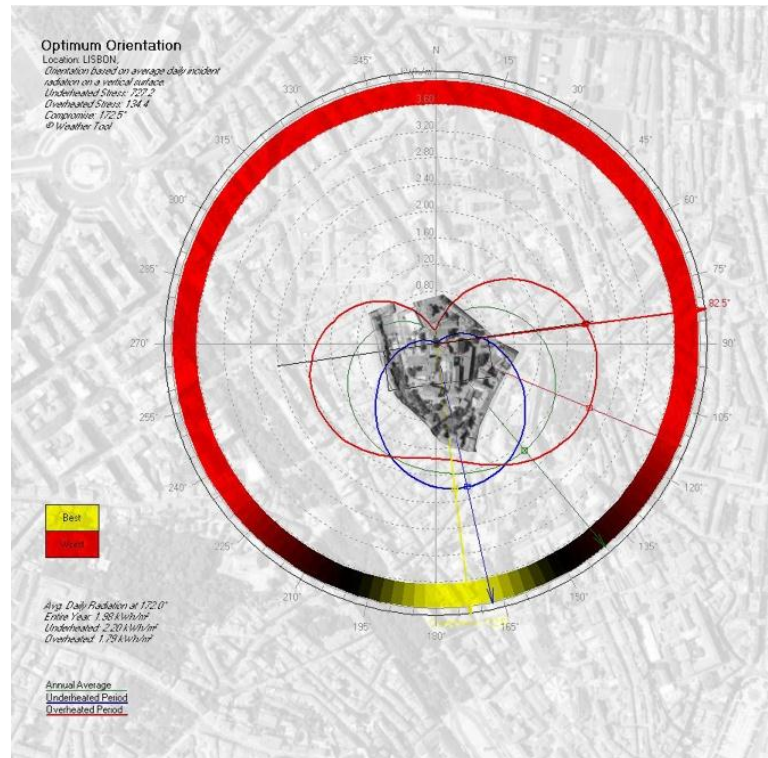 Optimum Orientation
Location: LISBON,
Orientation based on average daily incident
radiation on a vertical surface.
Underheated Stress: 727.2
Overheated Stress: 134.4
Compromise: 172.5°
© Weather Tool
N
15°
30°
45°
60°
75°
82.5°
90°
105°
120°
135°
150°
165°
180°
195°
210°
225°
240°
255°
270°
285°
300°
315°
330°
345°
3.60
3.20
2.80
2.40
2.00
1.60
1.20
0.80
Best
Worst
Avg. Daily Radiation at 172.0°
Entire Year: 1.98 kWh/m²
Underheated: 2.20 kWh/m²
Overheated: 1.79 kWh/m²
Annual Average
Underheated Period
Overheated Period